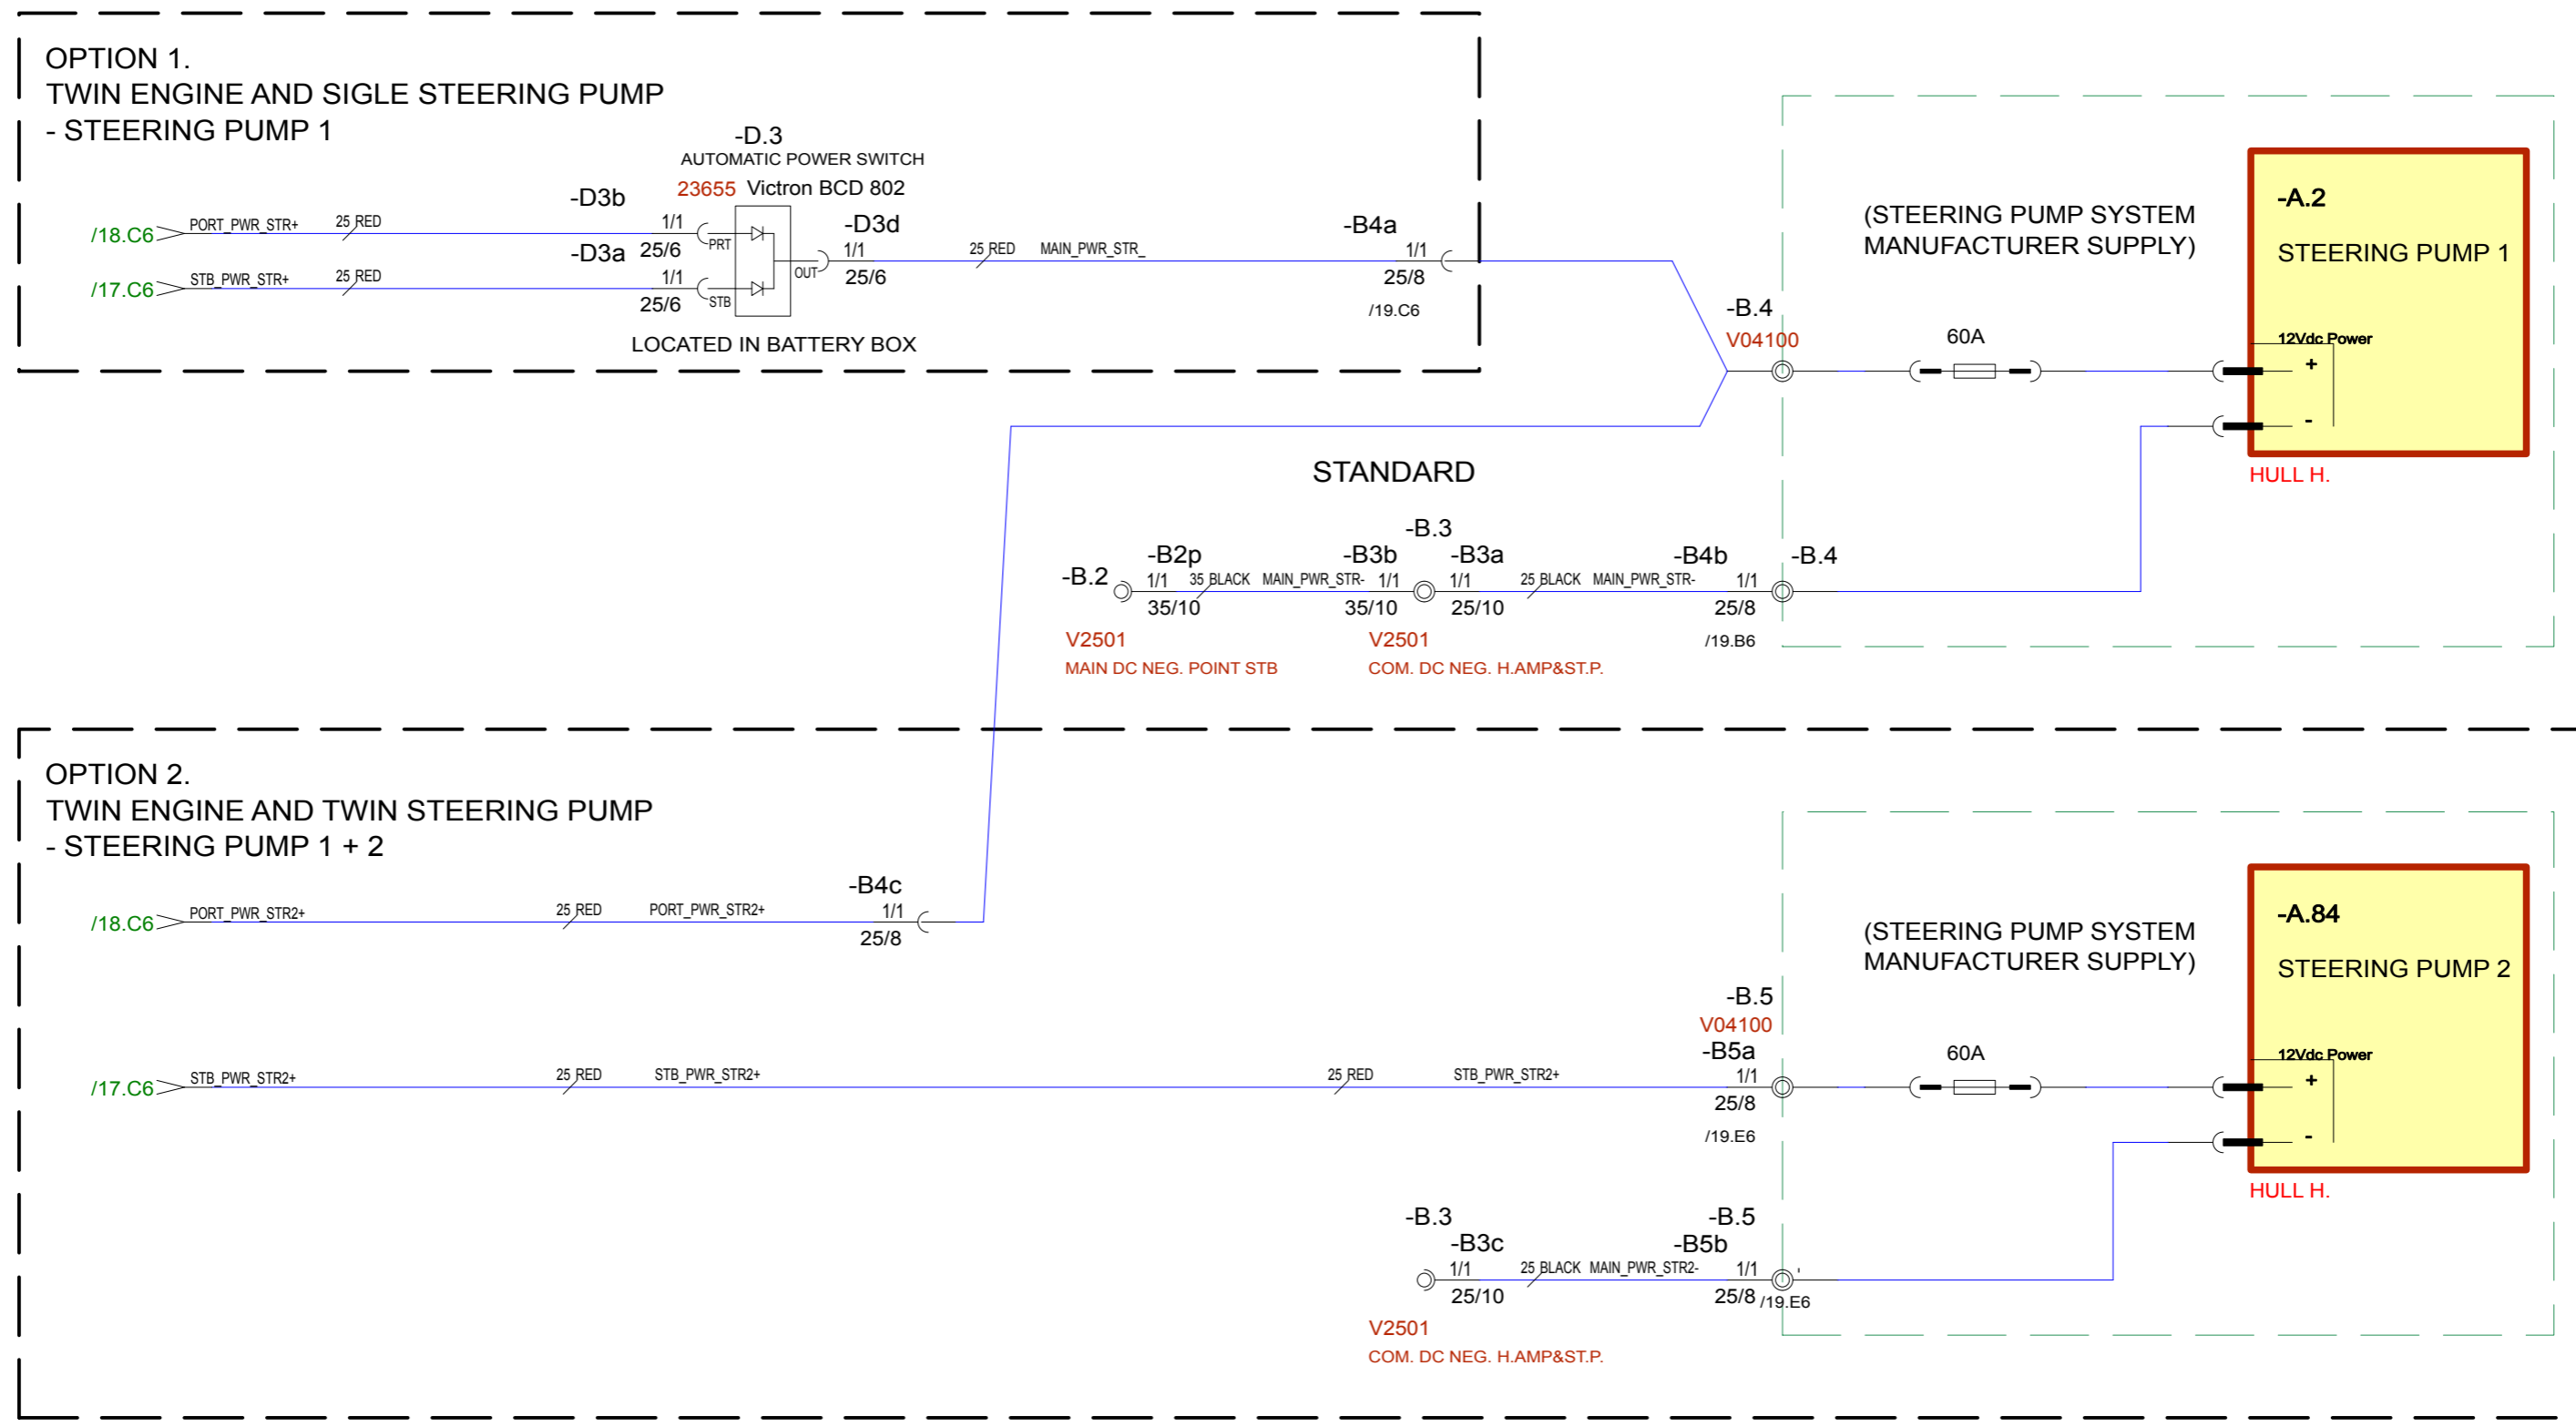 OPTION 1.
TWIN ENGINE AND SIGLE STEERING PUMP
- STEERING PUMP 1
-D.3
AUTOMATIC POWER SWITCH
23655 Victron BCD 802
-D3b
/18.C6 PORT_PWR_STR+ 25 RED 1/1
25/6
PRT
-D3a
/17.C6 STB_PWR_STR+ 25 RED 1/1
25/6
STB
OUT
-D3d
1/1
25/6
25 RED MAIN_PWR_STR_
-B4a
1/1
25/8
/19.C6
LOCATED IN BATTERY BOX
(STEERING PUMP SYSTEM
MANUFACTURER SUPPLY)
-B.4
V04100
60A
-A.2
STEERING PUMP 1
12Vdc Power
+
-
HULL H.
STANDARD
-B.2
-B2p
1/1
35/10
35 BLACK MAIN_PWR_STR-
-B3b
1/1
35/10
-B.3
-B3a
1/1
25/10
25 BLACK MAIN_PWR_STR-
-B4b
1/1
25/8
/19.B6
-B.4
V2501
MAIN DC NEG. POINT STB
V2501
COM. DC NEG. H.AMP&ST.P.
OPTION 2.
TWIN ENGINE AND TWIN STEERING PUMP
- STEERING PUMP 1 + 2
/18.C6 PORT_PWR_STR2+ 25 RED PORT_PWR_STR2+
-B4c
1/1
25/8
(STEERING PUMP SYSTEM
MANUFACTURER SUPPLY)
-A.84
STEERING PUMP 2
-B.5
V04100
-B5a
/17.C6 STB_PWR_STR2+ 25 RED STB_PWR_STR2+ 25 RED STB_PWR_STR2+ 1/1
25/8
/19.E6
60A
12Vdc Power
+
-
HULL H.
-B.3
-B3c
1/1
25/10
25 BLACK MAIN_PWR_STR2-
-B.5
-B5b
1/1
25/8
/19.E6
V2501
COM. DC NEG. H.AMP&ST.P.